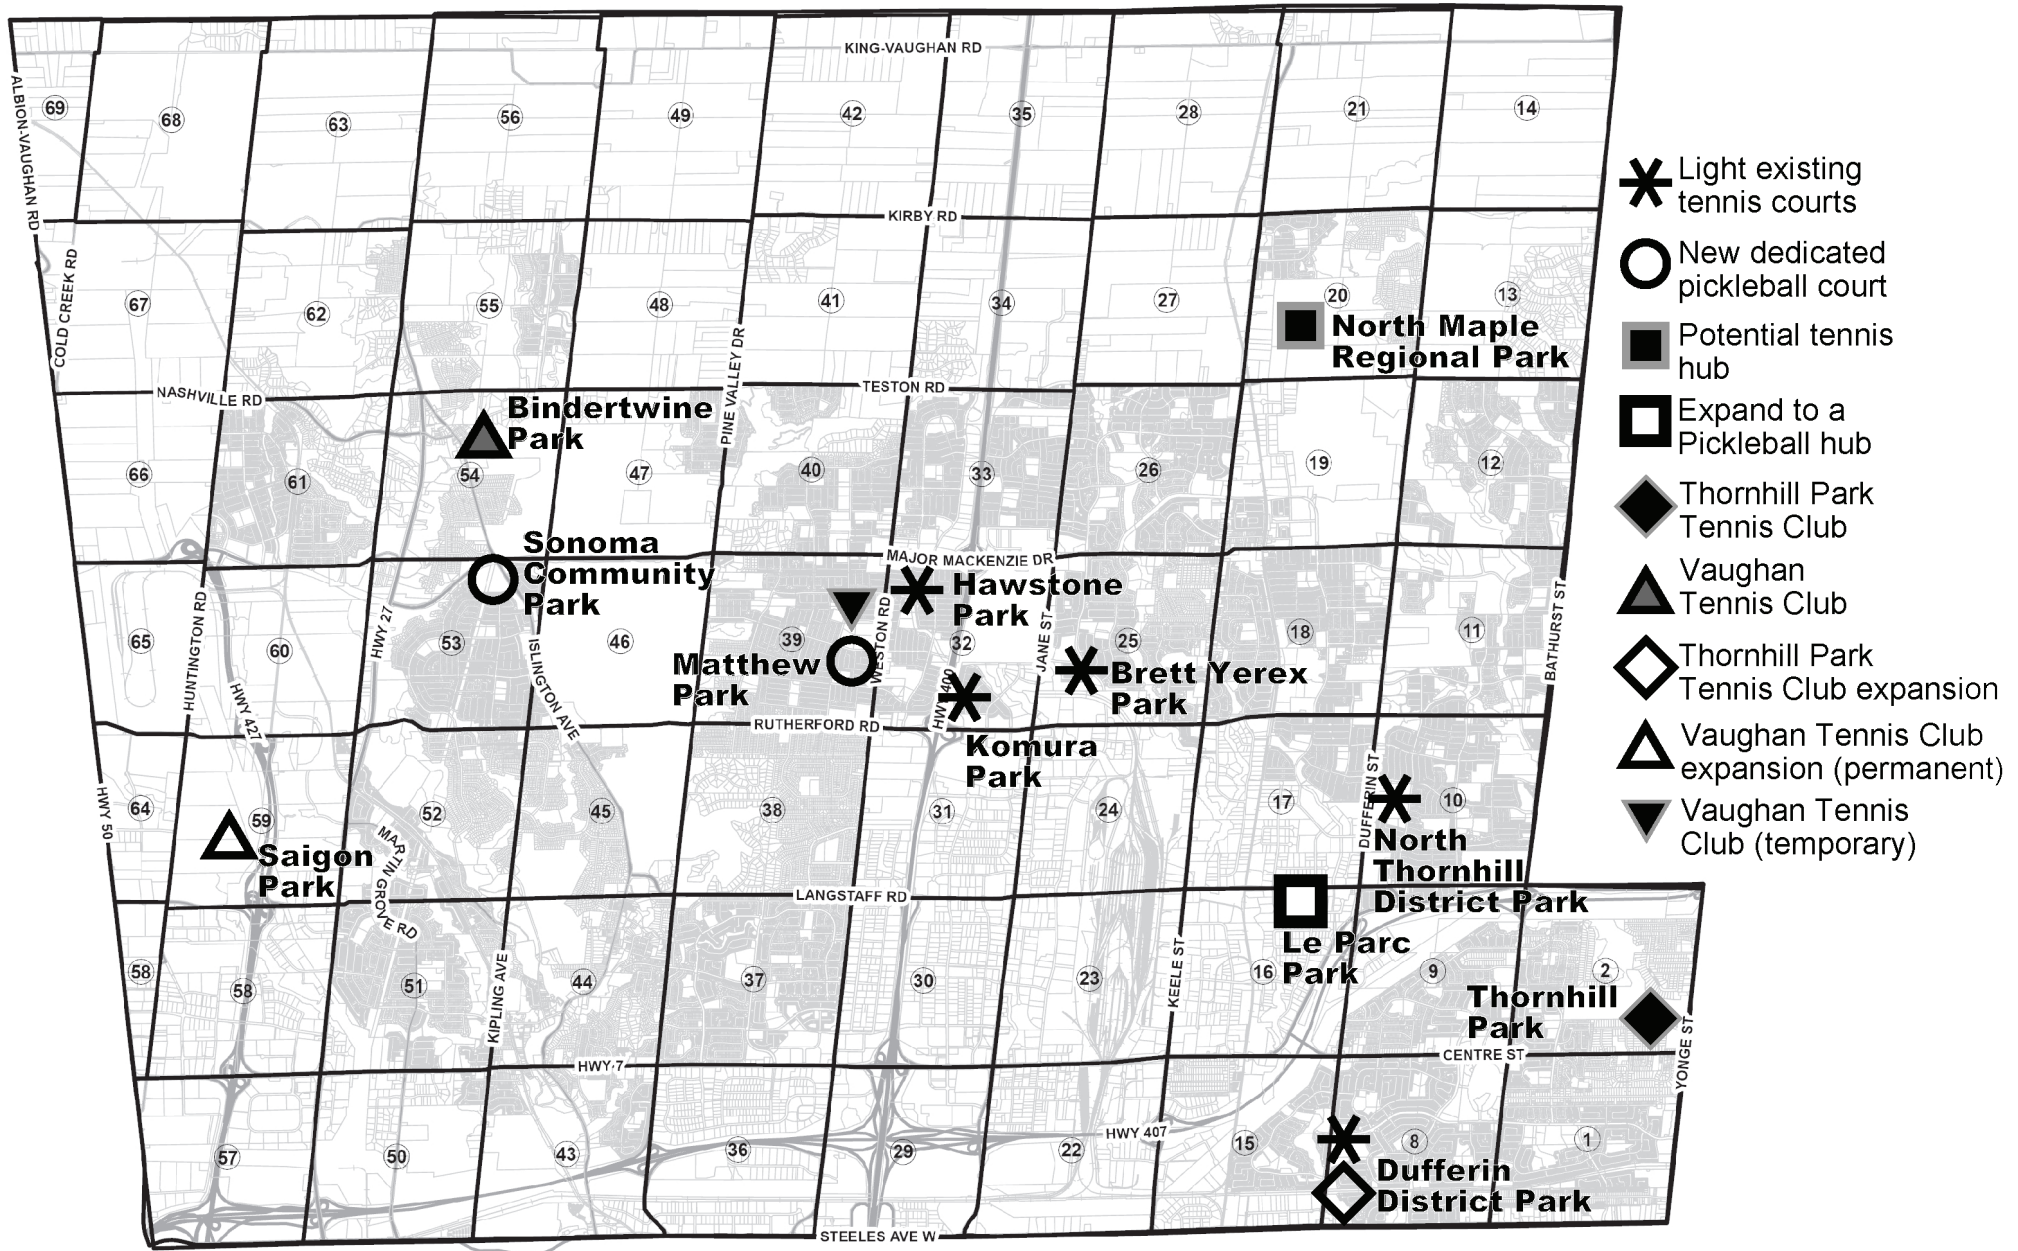 KING-VAUGHAN RD
ALBION-VAUGHAN RD
69
68
63
56
49
42
35
28
21
14
KIRBY RD
COLD CREEK RD
67
62
55
48
41
34
27
20
13
North Maple
Regional Park
PINE VALLEY DR
NASHVILLE RD
TESTON RD
Bindertwine
Park
66
61
54
47
40
33
26
19
12
Sonoma
Community
Park
MAJOR MACKENZIE DR
Hawstone
Park
HUNTINGTON RD
HWY 27
ISLINGTON AVE
WESTON RD
JANE ST
BATHURST ST
65
60
53
46
39
32
25
18
11
Matthew
Park
Brett Yerex
Park
HWY 427
HWY 400
RUTHERFORD RD
Komura
Park
HWY 50
64
59
52
45
38
31
24
17
10
DUFFERIN ST
MARTIN GROVE RD
Saigon
Park
North
Thornhill
District Park
LANGSTAFF RD
Le Parc
Park
58
58
51
44
37
30
23
16
9
2
KIPLING AVE
KEELE ST
Thornhill
Park
YONGE ST
HWY 7
CENTRE ST
HWY 407
57
50
43
36
29
22
15
8
1
Dufferin
District Park
STEELES AVE W
Light existing
tennis courts
New dedicated
pickleball court
Potential tennis
hub
Expand to a
Pickleball hub
Thornhill Park
Tennis Club
Vaughan
Tennis Club
Thornhill Park
Tennis Club expansion
Vaughan Tennis Club
expansion (permanent)
Vaughan Tennis
Club (temporary)